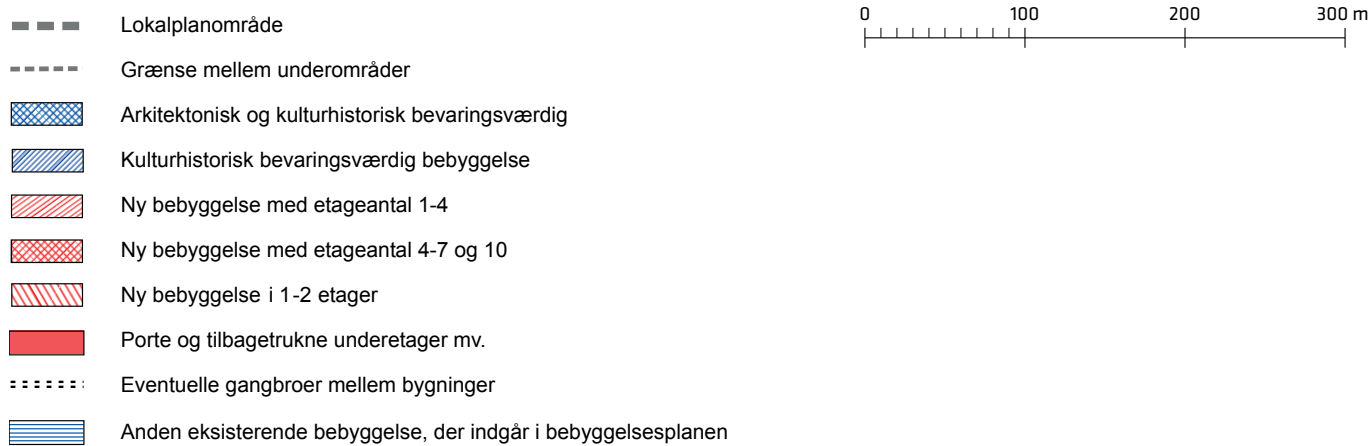 0 100 200 300 m
Lokalplanområde
Grænse mellem underområder
Arkitektonisk og kulturhistorisk bevaringsværdig
Kulturhistorisk bevaringsværdig bebyggelse
Ny bebyggelse med etageantal 1-4
Ny bebyggelse med etageantal 4-7 og 10
Ny bebyggelse i 1-2 etager
Porte og tilbagetrukne underetager mv.
Eventuelle gangbroer mellem bygninger
Anden eksisterende bebyggelse, der indgår i bebyggelsesplanen